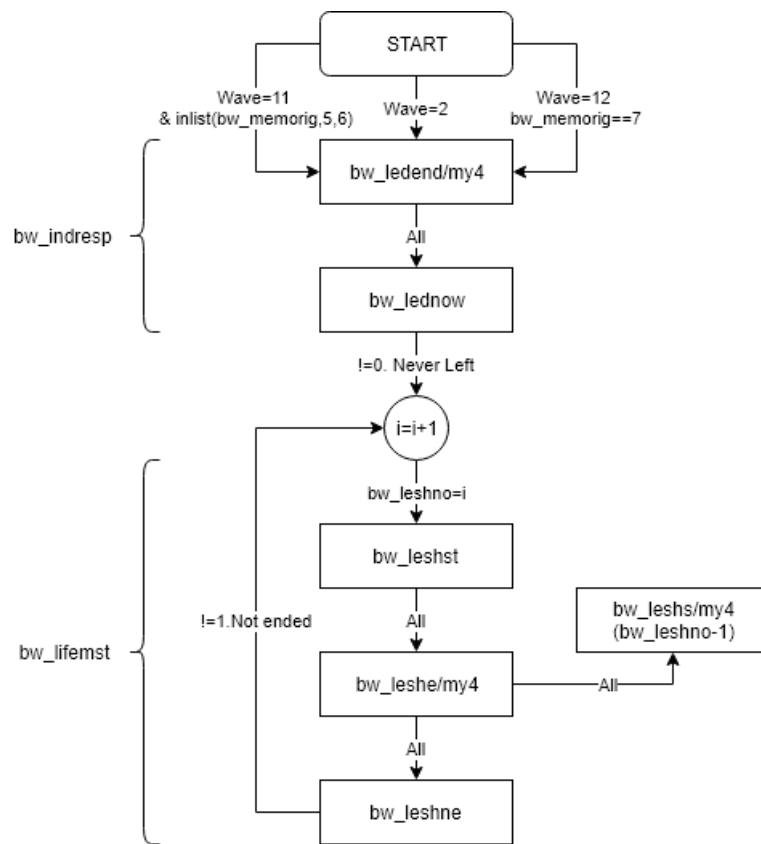 START
Wave=11
& inlist(bw_memorig,5,6)
Wave=2
Wave=12
bw_memorig==7
bw_ledend/my4
bw_indresp
All
bw_lednow
!=0. Never Left
i=i+1
bw_leshno=i
bw_leshst
!=1.Not ended
All
bw_leshs/my4
(bw_leshno-1)
bw_lifemst
bw_leshe/my4
All
All
bw_leshne